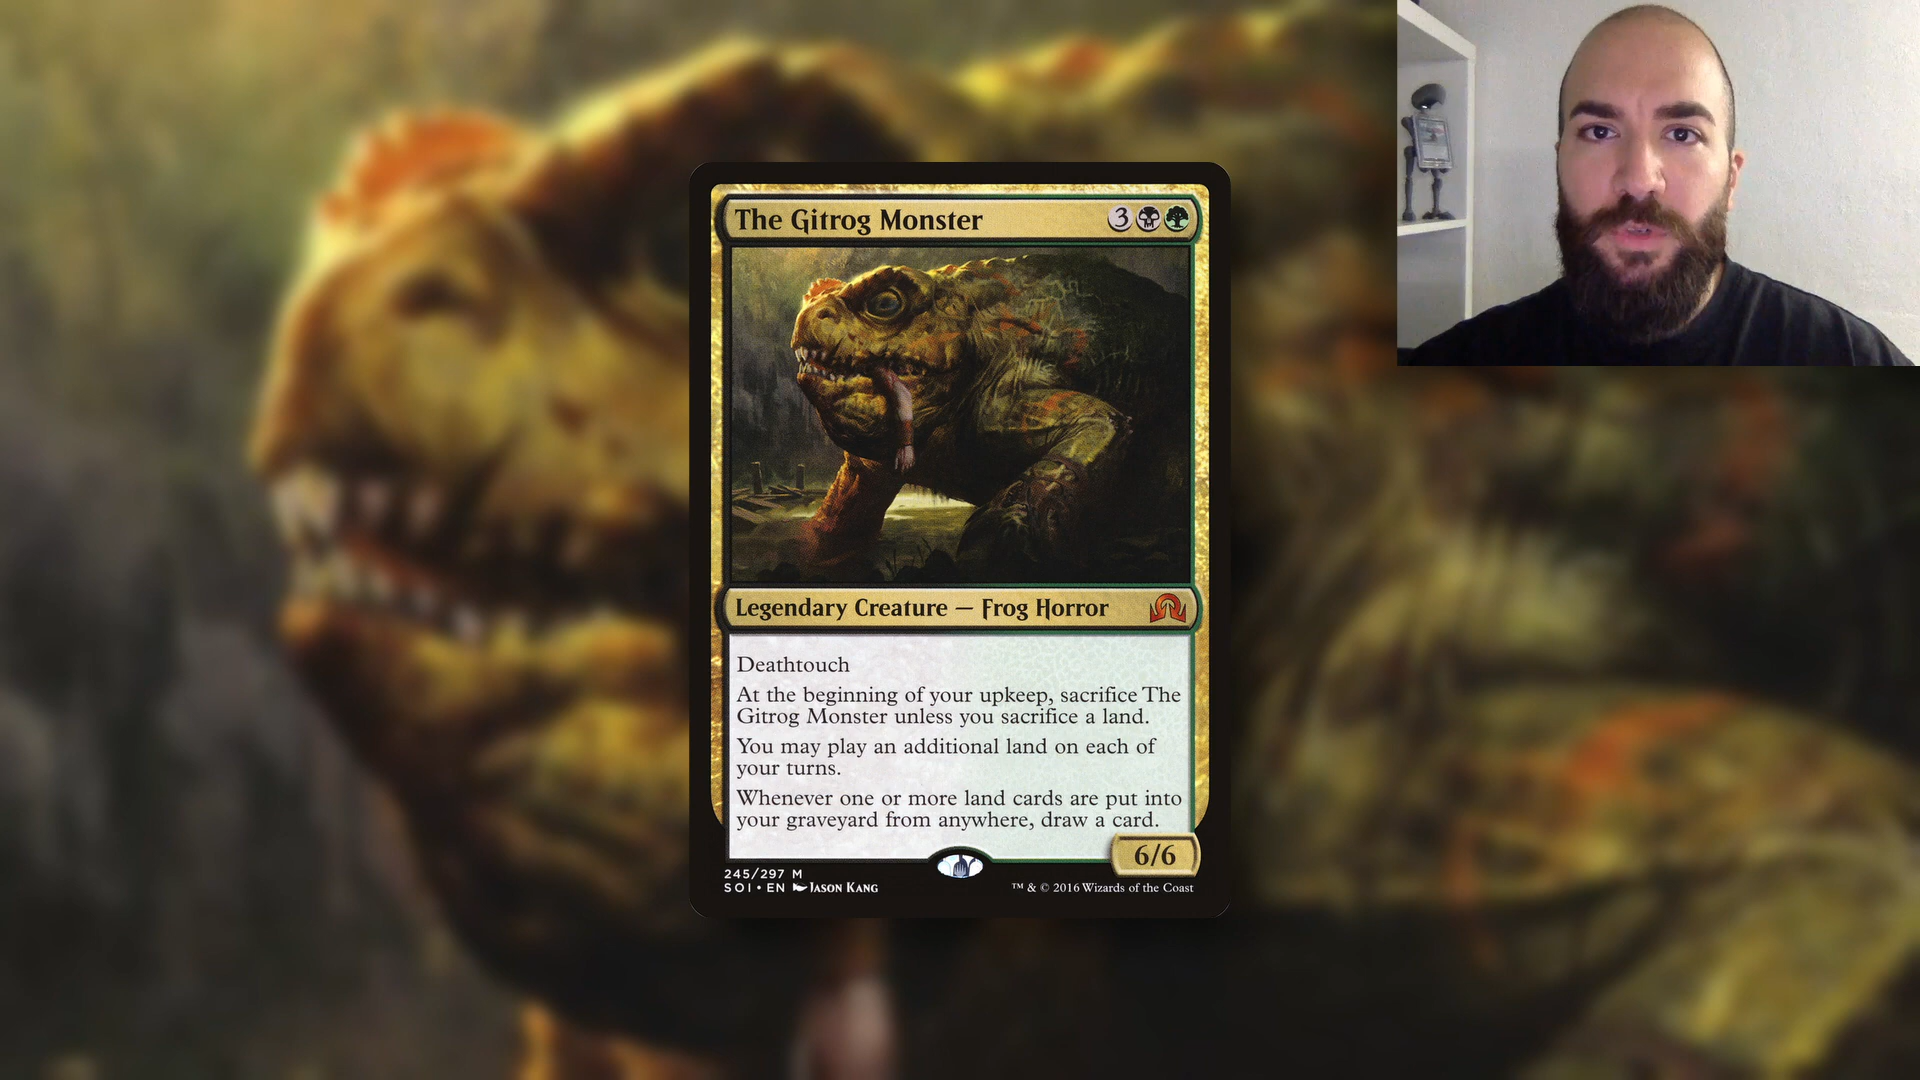 The Gitrog Monster 3
Legendary Creature — Frog Horror
Deathtouch
At the beginning of your upkeep, sacrifice The
Gitrog Monster unless you sacrifice a land.
You may play an additional land on each of
your turns.
Whenever one or more land cards are put into
your graveyard from anywhere, draw a card.
6/6
245/297 M
SOI • EN Jason Kang
™ & © 2016 Wizards of the Coast